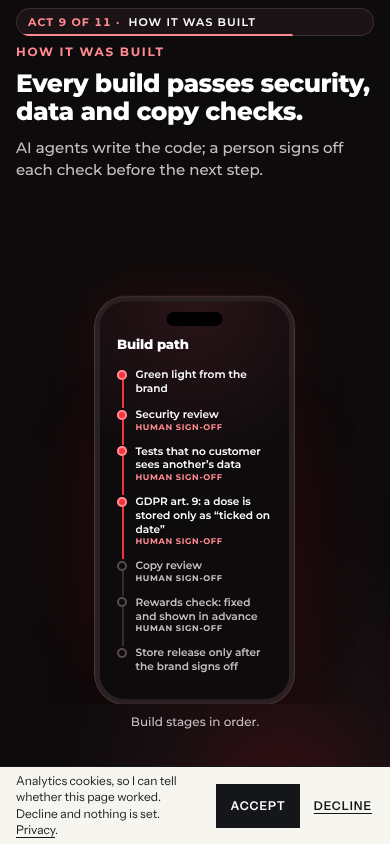 ACT 9 OF 11 · HOW IT WAS BUILT
HOW IT WAS BUILT
Every build passes security,
data and copy checks.
AI agents write the code; a person signs off
each check before the next step.
Build path
Green light from the
brand
Security review
HUMAN SIGN-OFF
Tests that no customer
sees another’s data
HUMAN SIGN-OFF
GDPR art. 9: a dose is
stored only as “ticked on
date”
HUMAN SIGN-OFF
Copy review
HUMAN SIGN-OFF
Rewards check: fixed
and shown in advance
HUMAN SIGN-OFF
Store release only after
the brand signs off
Build stages in order.
Analytics cookies, so I can tell
whether this page worked.
Decline and nothing is set.
Privacy.
ACCEPT
DECLINE